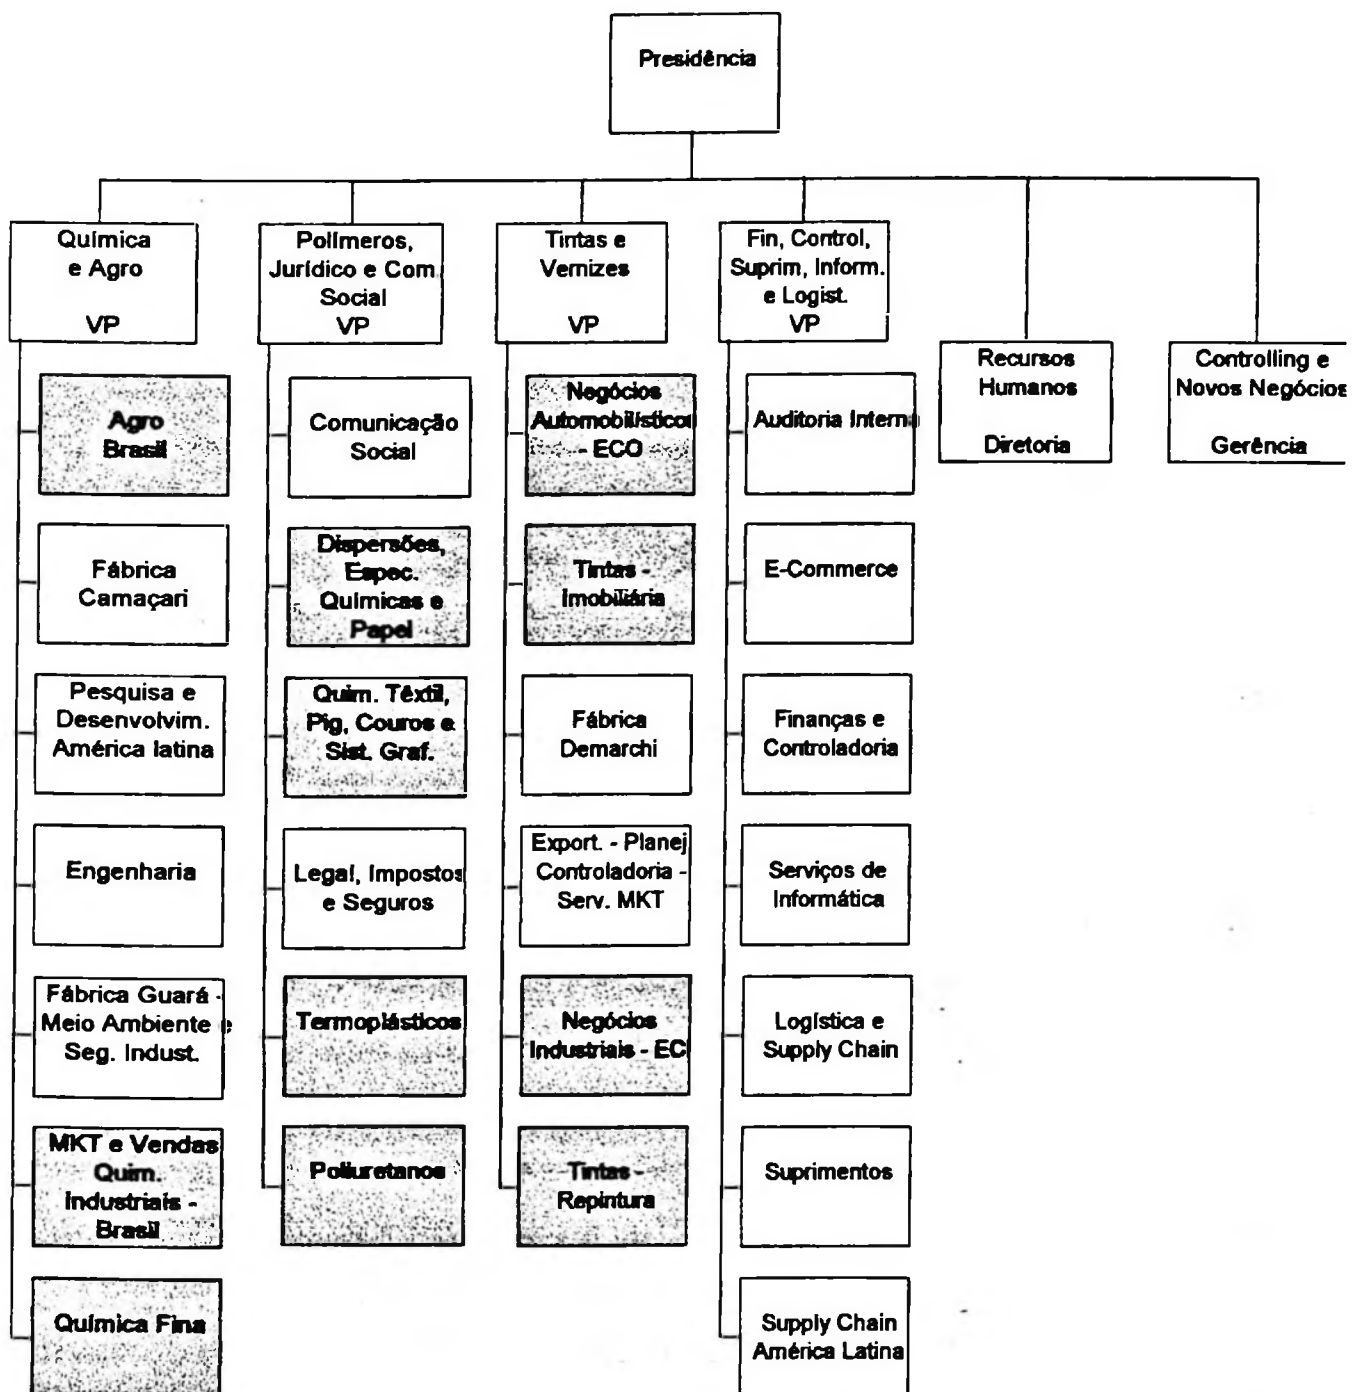 Presidência
Química
e Agro
VP
Polímeros,
Jurídico e Com.
Social
VP
Tintas e
Vernizes
VP
Fin, Control,
Suprim, Inform.
e Logist.
VP
Recursos
Humanos
Diretoria
Controlling e
Novos Negócios
Gerência
Agro
Brasil
Fábrica
Camaçari
Pesquisa e
Desenvolvim.
América latina
Engenharia
Fábrica Guará -
Meio Ambiente e
Seg. Indust.
MKT e Vendas
Quim.
Industriais -
Brasil
Química Fina
Comunicação
Social
Dispersões,
Espec.
Químicas e
Papel
Quim. Têxtil,
Pig, Couros e
Sist. Graf.
Legal, Impostos
e Seguros
Termoplásticos
Poliuretanos
Negócios
Automobilísticos
- ECO
Tintas -
Imobiliária
Fábrica
Demarchi
Export. - Planej
Controladoria -
Serv. MKT
Negócios
Industriais - EC
Tintas -
Repintura
Auditoria Interna
E-Commerce
Finanças e
Controladoria
Serviços de
Informática
Logística e
Supply Chain
Suprimentos
Supply Chain
América Latina